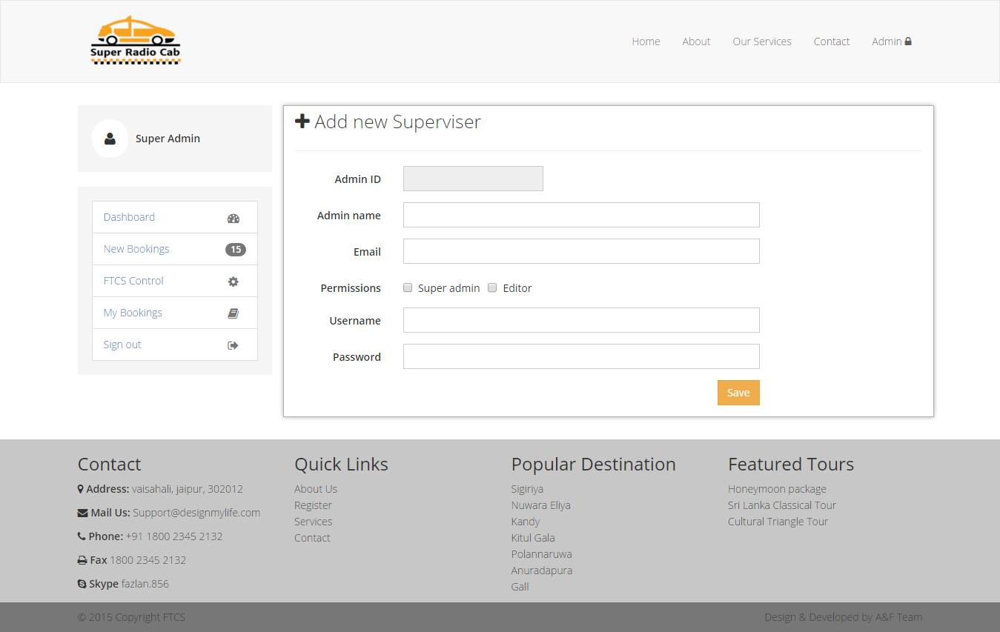 Super Radio Cab
Home About Our Services Contact Admin
Super Admin
Dashboard
New Bookings 15
FTCS Control
My Bookings
Sign out
Add new Superviser
Admin ID
Admin name
Email
Permissions Super admin Editor
Username
Password
Save
Contact
Address: vaisahali, jaipur, 302012
Mail Us: Support@designmylife.com
Phone: +91 1800 2345 2132
Fax 1800 2345 2132
Skype fazlan.856
Quick Links
About Us
Register
Services
Contact
Popular Destination
Sigiriya
Nuwara Eliya
Kandy
Kitul Gala
Polannaruwa
Anuradapura
Gall
Featured Tours
Honeymoon package
Sri Lanka Classical Tour
Cultural Triangle Tour
© 2015 Copyright FTCS
Design & Developed by A&F Team